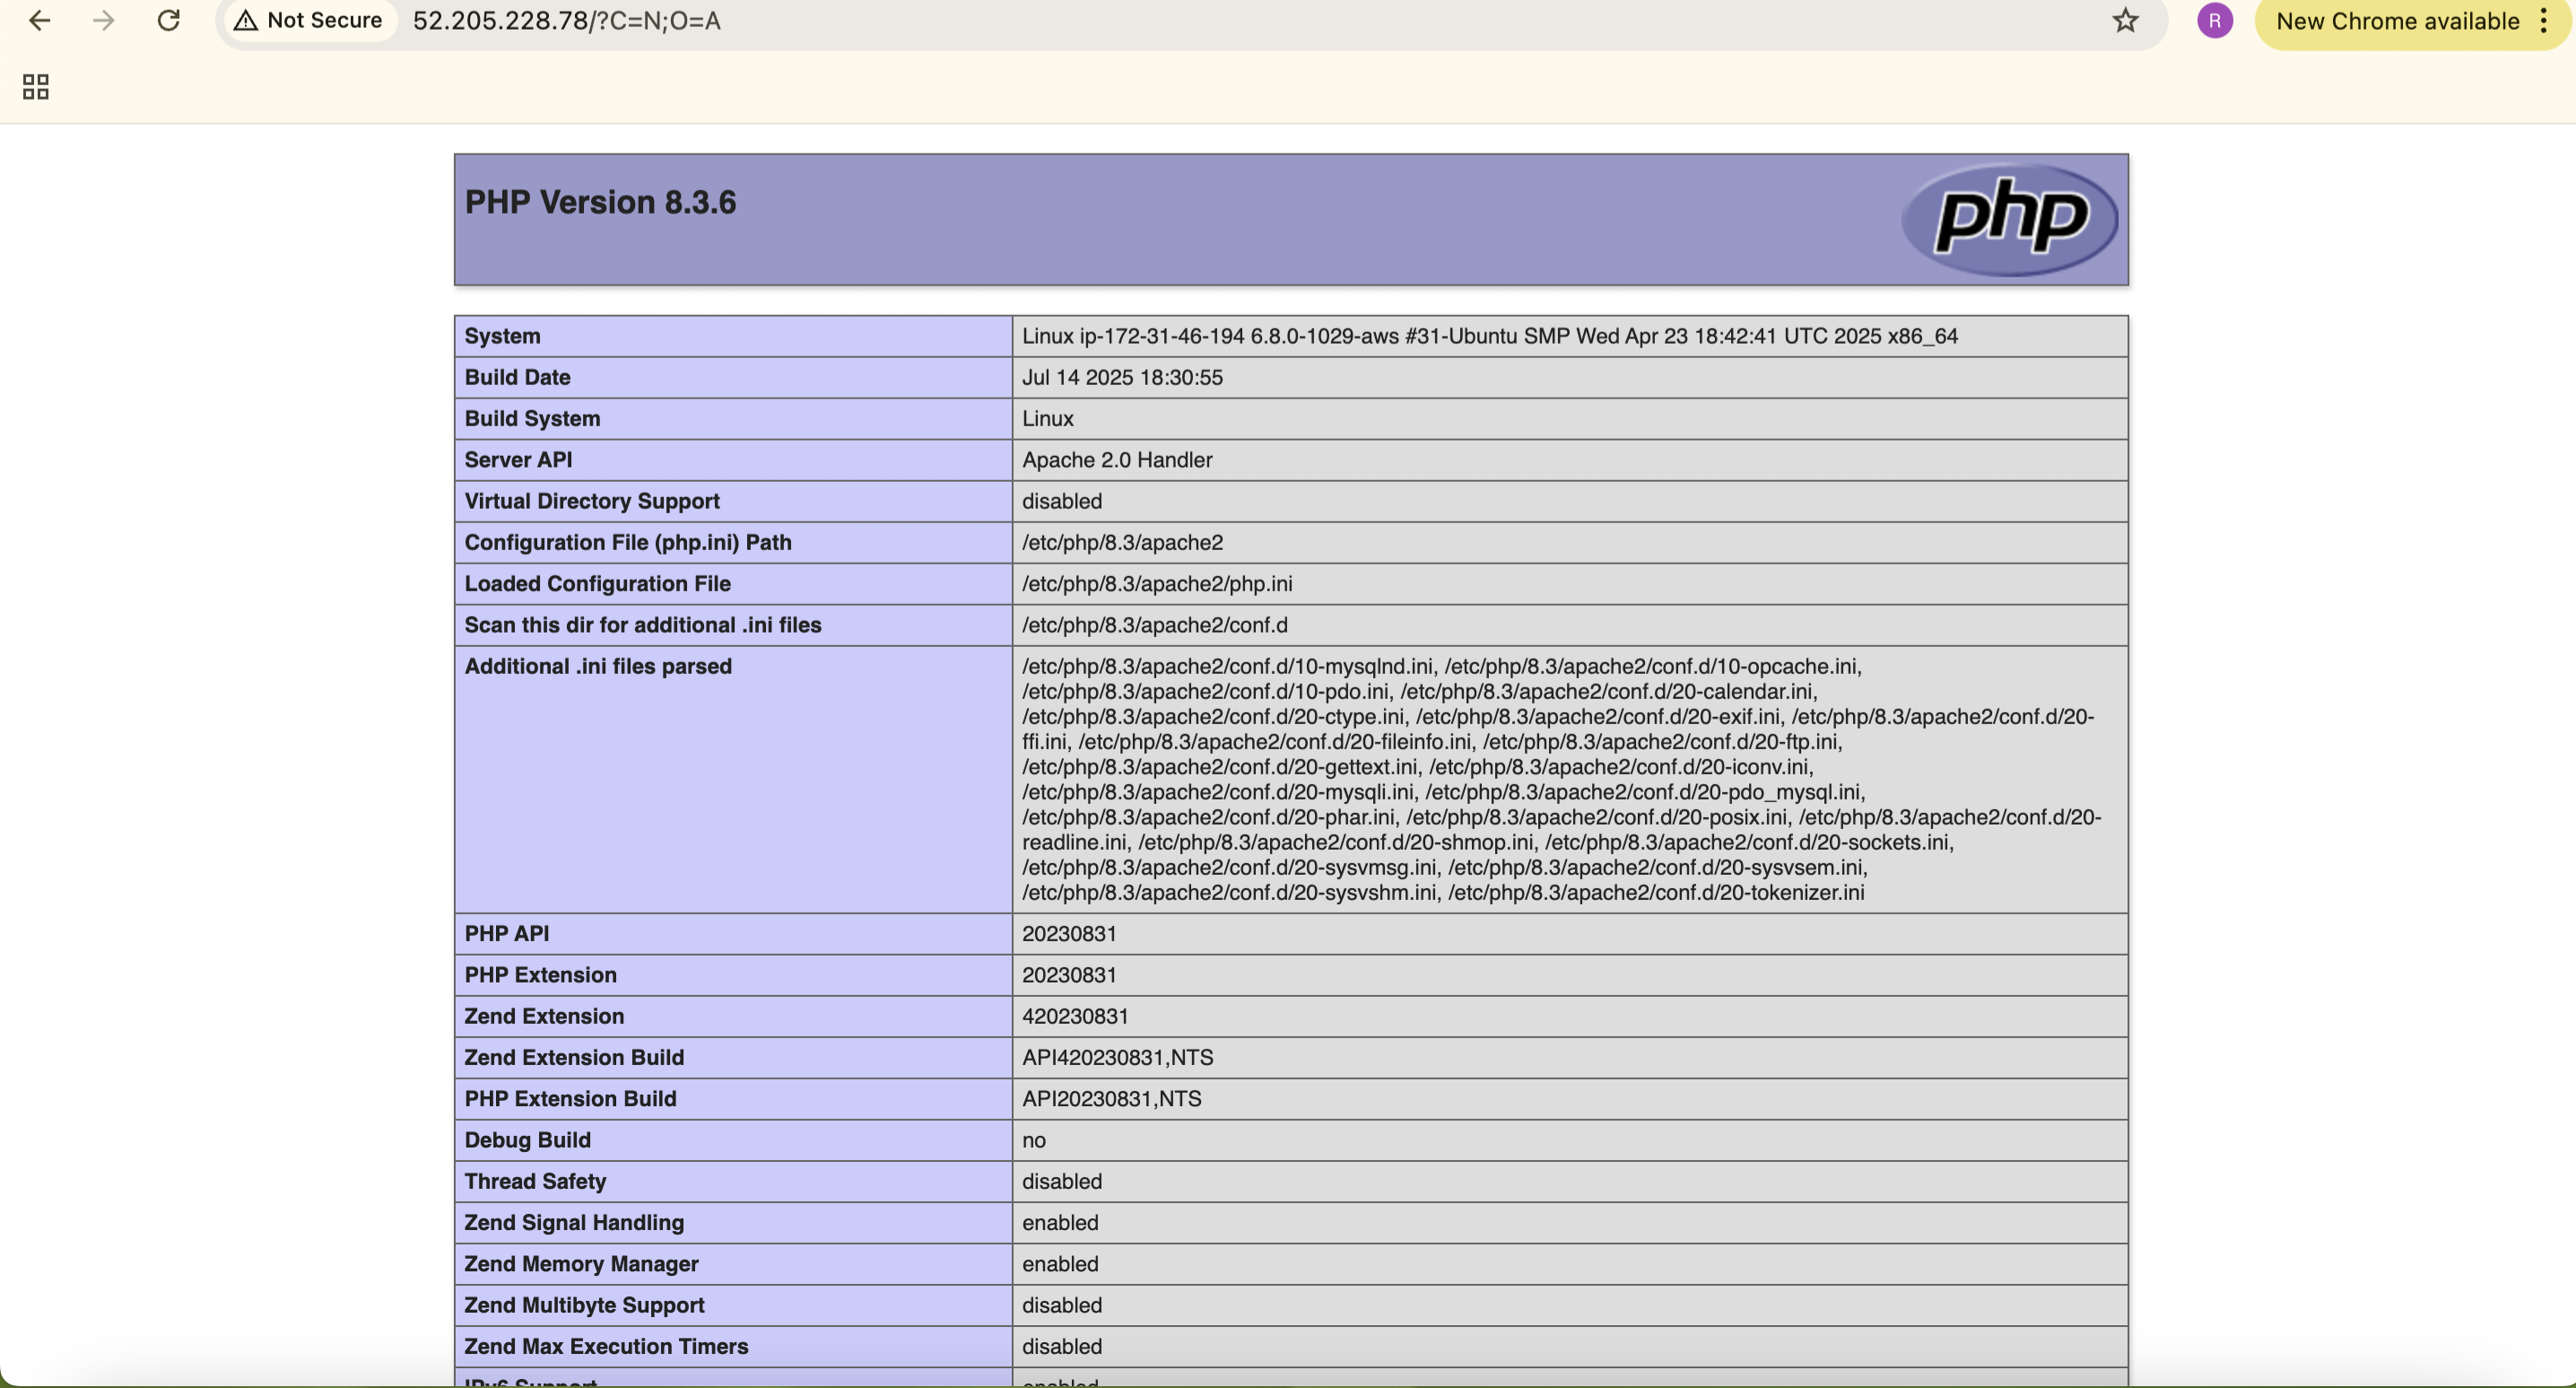 Not Secure 52.205.228.78/?C=N;O=A R New Chrome available
PHP Version 8.3.6
php
System Linux ip-172-31-46-194 6.8.0-1029-aws #31-Ubuntu SMP Wed Apr 23 18:42:41 UTC 2025 x86_64
Build Date Jul 14 2025 18:30:55
Build System Linux
Server API Apache 2.0 Handler
Virtual Directory Support disabled
Configuration File (php.ini) Path /etc/php/8.3/apache2
Loaded Configuration File /etc/php/8.3/apache2/php.ini
Scan this dir for additional .ini files /etc/php/8.3/apache2/conf.d
Additional .ini files parsed /etc/php/8.3/apache2/conf.d/10-mysqlnd.ini, /etc/php/8.3/apache2/conf.d/10-opcache.ini,
/etc/php/8.3/apache2/conf.d/10-pdo.ini, /etc/php/8.3/apache2/conf.d/20-calendar.ini,
/etc/php/8.3/apache2/conf.d/20-ctype.ini, /etc/php/8.3/apache2/conf.d/20-exif.ini, /etc/php/8.3/apache2/conf.d/20-
ffi.ini, /etc/php/8.3/apache2/conf.d/20-fileinfo.ini, /etc/php/8.3/apache2/conf.d/20-ftp.ini,
/etc/php/8.3/apache2/conf.d/20-gettext.ini, /etc/php/8.3/apache2/conf.d/20-iconv.ini,
/etc/php/8.3/apache2/conf.d/20-mysqli.ini, /etc/php/8.3/apache2/conf.d/20-pdo_mysql.ini,
/etc/php/8.3/apache2/conf.d/20-phar.ini, /etc/php/8.3/apache2/conf.d/20-posix.ini, /etc/php/8.3/apache2/conf.d/20-
readline.ini, /etc/php/8.3/apache2/conf.d/20-shmop.ini, /etc/php/8.3/apache2/conf.d/20-sockets.ini,
/etc/php/8.3/apache2/conf.d/20-sysvmsg.ini, /etc/php/8.3/apache2/conf.d/20-sysvsem.ini,
/etc/php/8.3/apache2/conf.d/20-sysvshm.ini, /etc/php/8.3/apache2/conf.d/20-tokenizer.ini
PHP API 20230831
PHP Extension 20230831
Zend Extension 420230831
Zend Extension Build API420230831,NTS
PHP Extension Build API20230831,NTS
Debug Build no
Thread Safety disabled
Zend Signal Handling enabled
Zend Memory Manager enabled
Zend Multibyte Support disabled
Zend Max Execution Timers disabled
IPv6 Support enabled